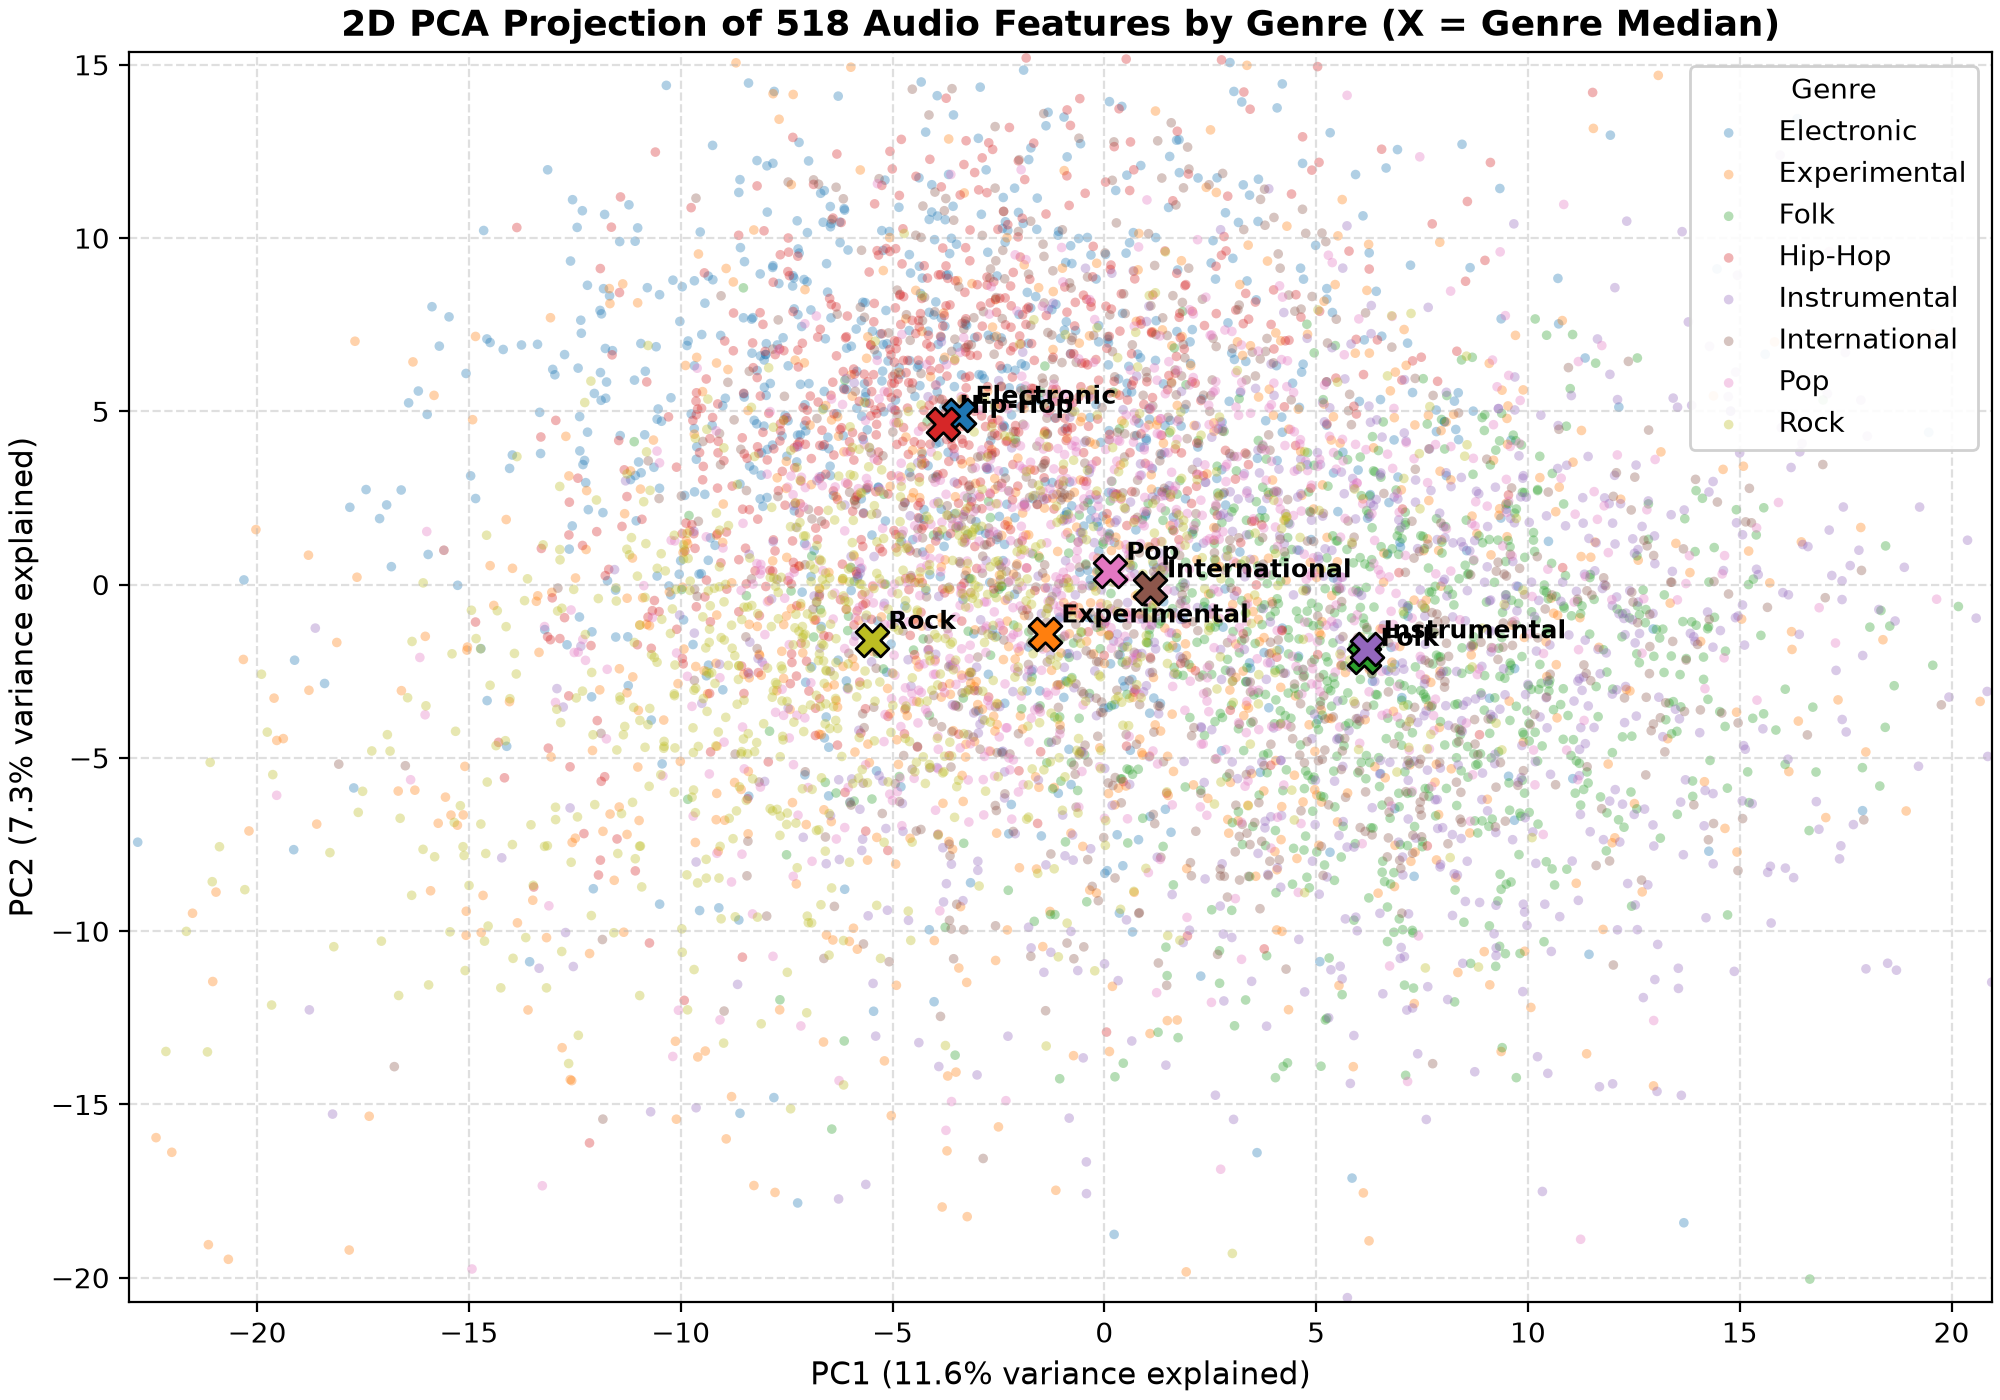 2D PCA Projection of 518 Audio Features by Genre (X = Genre Median)
Genre
Electronic
Experimental
Folk
Hip-Hop
Instrumental
International
Pop
Rock
Electronic
Hip-Hop
Pop
International
Experimental
Rock
Instrumental
Folk
15
10
5
0
−5
−10
−15
−20
PC2 (7.3% variance explained)
−20
−15
−10
−5
0
5
10
15
20
PC1 (11.6% variance explained)